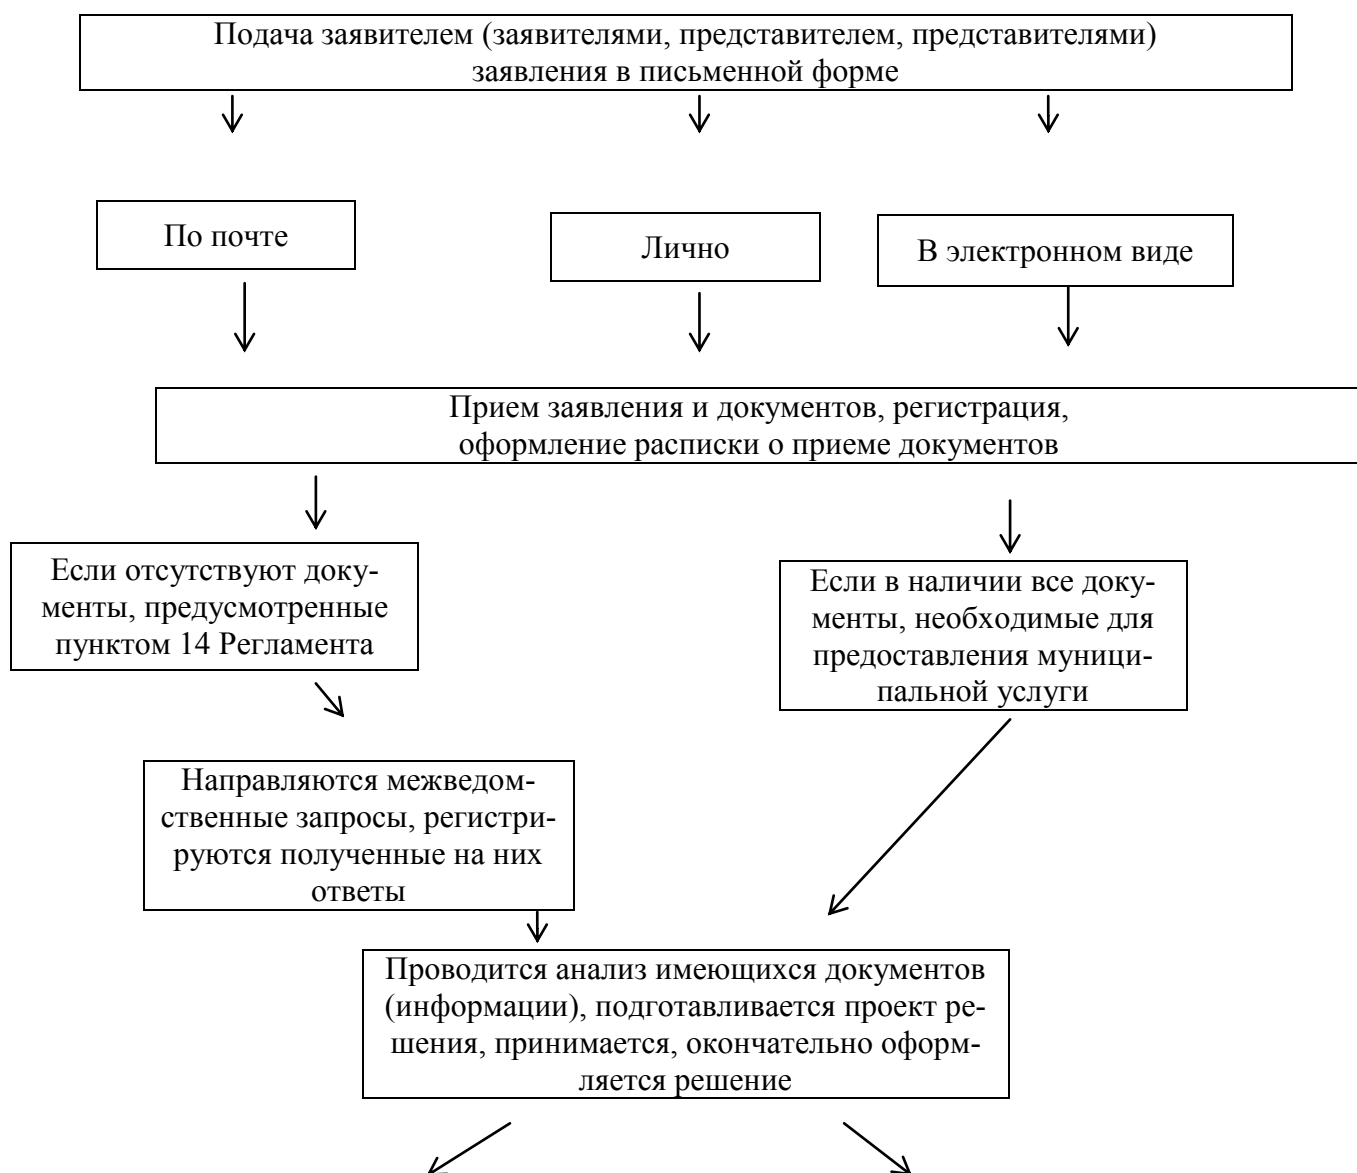 Подача заявителем (заявителями, представителем, представителями)
заявления в письменной форме
По почте
Лично
В электронном виде
Прием заявления и документов, регистрация,
оформление расписки о приеме документов
Если отсутствуют доку-
менты, предусмотренные
пунктом 14 Регламента
Если в наличии все доку-
менты, необходимые для
предоставления муници-
пальной услуги
Направляются межведом-
ственные запросы, регистри-
руются полученные на них
ответы
Проводится анализ имеющихся документов
(информации), подготавливается проект ре-
шения, принимается, окончательно оформ-
ляется решение